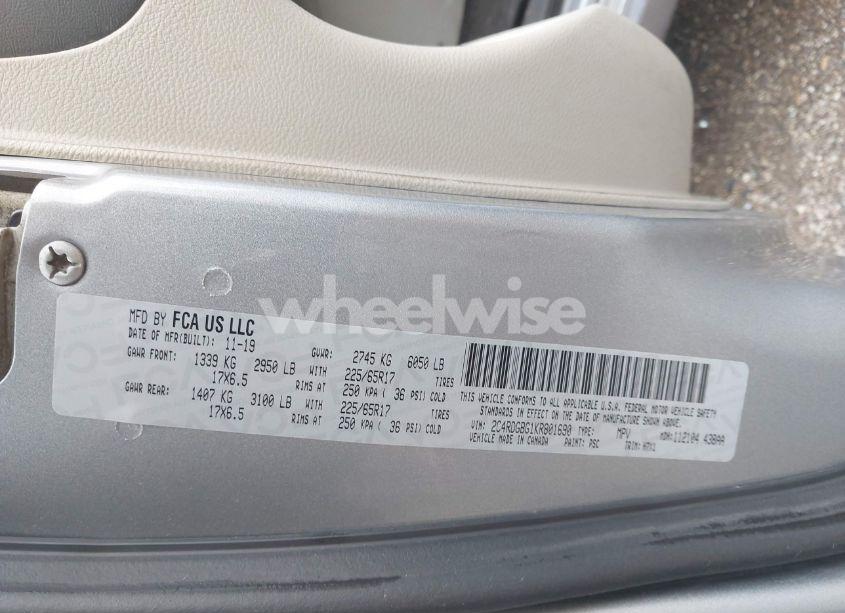 wheelwise
MFD BY FCA US LLC
DATE OF MFR(BUILT): 11-19 GVWR: 2745 KG 6050 LB
GAWR FRONT: 1339 KG 2950 LB WITH 225/65R17 TIRES
17X6.5 RIMS AT 250 KPA ( 36 PSI) COLD
GAWR REAR: 1407 KG 3100 LB WITH 225/65R17 TIRES
17X6.5 RIMS AT 250 KPA ( 36 PSI) COLD
THIS VEHICLE CONFORMS TO ALL APPLICABLE U.S.A. FEDERAL MOTOR VEHICLE SAFETY
STANDARDS IN EFFECT ON THE DATE OF MANUFACTURE SHOWN ABOVE.
VIN: 2C4RDGBG1KR801690 TYPE: MPV MDH: 112104 438AA
VEHICLE MADE IN CANADA PAINT: PSC TRIM: